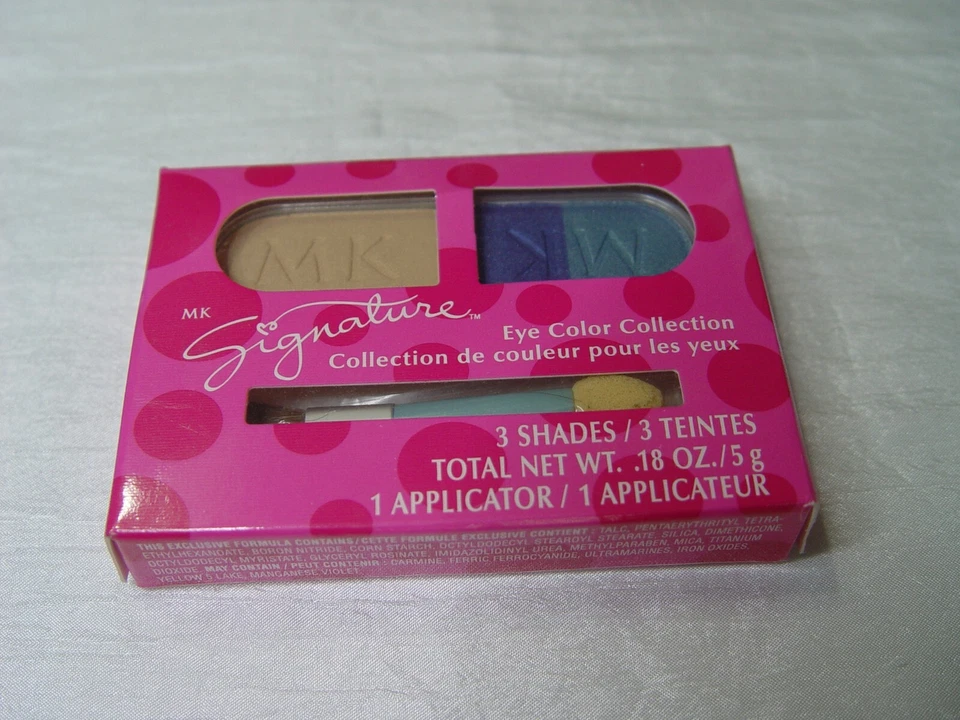 MK
KM
MK
Signature™
Eye Color Collection
Collection de couleur pour les yeux
3 SHADES / 3 TEINTES
TOTAL NET WT. .18 OZ./5 g
1 APPLICATOR / 1 APPLICATEUR
THIS EXCLUSIVE FORMULA CONTAINS/CETTE FORMULE EXCLUSIVE CONTIENT: TALC, PENTAERYTHRITYL TETRA-
ETHYLHEXANOATE, BORON NITRIDE, CORN STARCH, OCTYLDODECYL STEAROYL STEARATE, SILICA, DIMETHICONE,
OCTYLDODECYL MYRISTATE, GLYCERYL ROSINATE, IMIDAZOLIDINYL UREA, METHYLPARABEN, MICA, TITANIUM
DIOXIDE. MAY CONTAIN / PEUT CONTENIR: CARMINE, FERRIC FERROCYANIDE, ULTRAMARINES, IRON OXIDES,
YELLOW 5 LAKE, MANGANESE VIOLET.